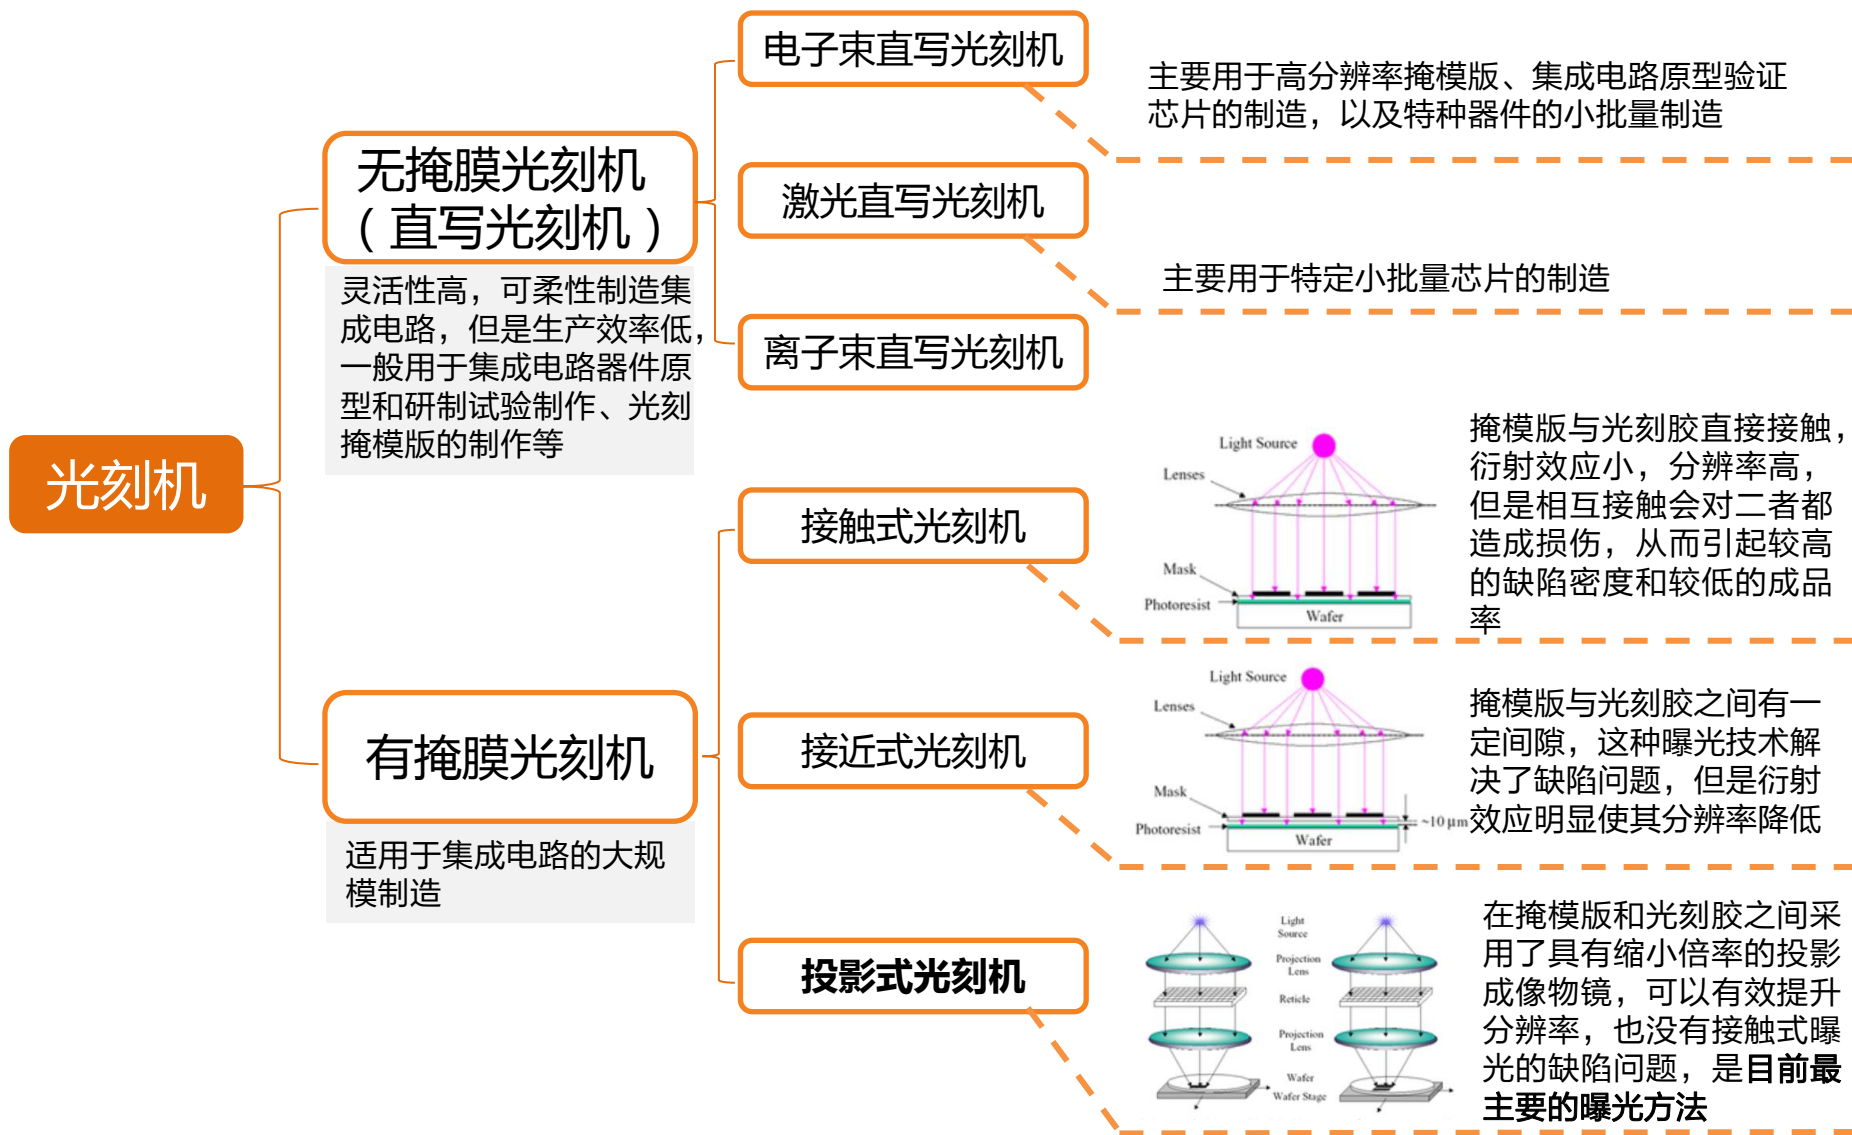 光刻机
无掩膜光刻机
（直写光刻机）
灵活性高，可柔性制造集
成电路，但是生产效率低，
一般用于集成电路器件原
型和研制试验制作、光刻
掩模版的制作等
电子束直写光刻机
主要用于高分辨率掩模版、集成电路原型验证
芯片的制造，以及特种器件的小批量制造
激光直写光刻机
主要用于特定小批量芯片的制造
离子束直写光刻机
有掩膜光刻机
适用于集成电路的大规
模制造
接触式光刻机
Light Source
Lenses
Mask
Photoresist
Wafer
掩模版与光刻胶直接接触，
衍射效应小，分辨率高，
但是相互接触会对二者都
造成损伤，从而引起较高
的缺陷密度和较低的成品
率
接近式光刻机
Light Source
Lenses
Mask
~10 μm
Photoresist
Wafer
掩模版与光刻胶之间有一
定间隙，这种曝光技术解
决了缺陷问题，但是衍射
效应明显使其分辨率降低
投影式光刻机
Light
Source
Projection
Lens
Reticle
Projection
Lens
Wafer
Wafer Stage
在掩模版和光刻胶之间采
用了具有缩小倍率的投影
成像物镜，可以有效提升
分辨率，也没有接触式曝
光的缺陷问题，是目前最
主要的曝光方法